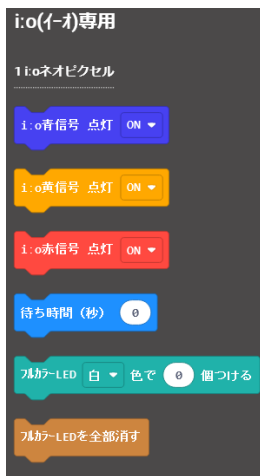 i:o(ｲｰｵ)専用
1 i:oネオピクセル
i:o青信号 点灯 ON
i:o黄信号 点灯 ON
i:o赤信号 点灯 ON
待ち時間 (秒) 0
ﾌﾙｶﾗｰLED 白 色で 0 個つける
ﾌﾙｶﾗｰLEDを全部消す